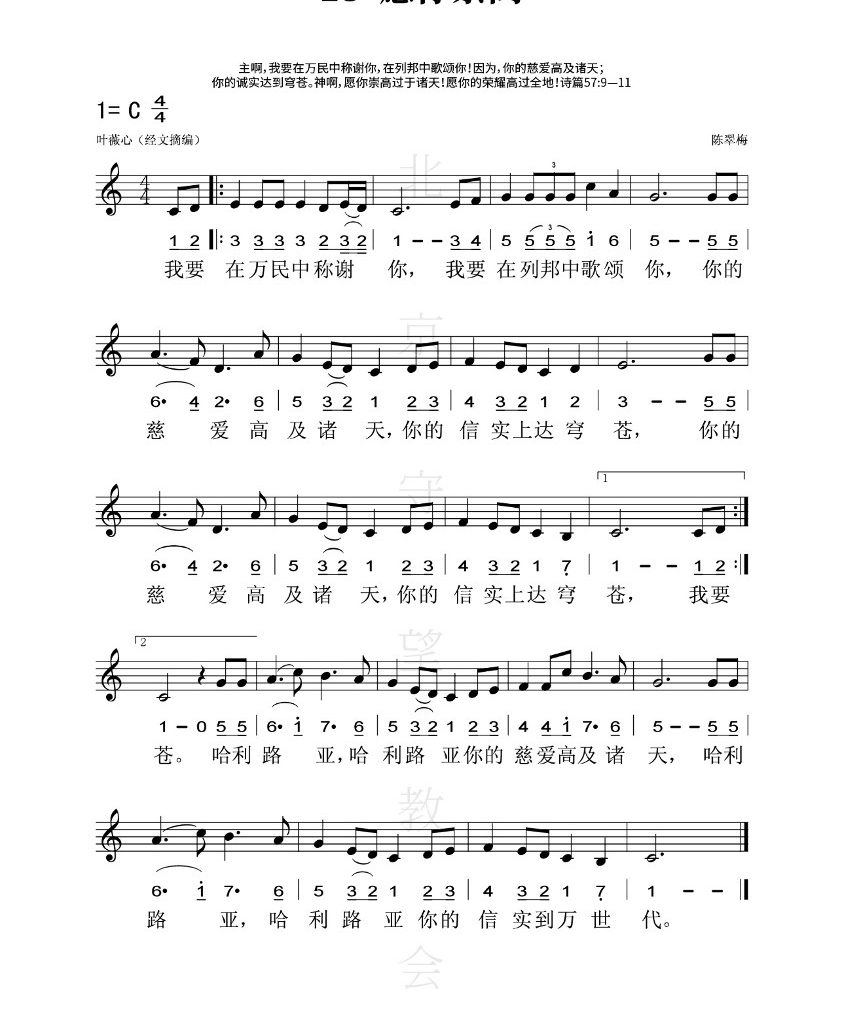 主啊，我要在万民中称谢你，在列邦中歌颂你！因为，你的慈爱高及诸天；
你的诚实达到穹苍。神啊，愿你崇高过于诸天！愿你的荣耀高过全地！诗篇57:9—11
1= C 4/4
叶薇心（经文摘编） 陈翠梅
3
1 2 ‖: 3 3 3 3 2 3 2 | 1 – – 3 4 | 5 5 5 5 1 6 | 5 – – 5 5 |
我要 在万民中称谢 你， 我要 在列邦中歌颂 你， 你的
6· 4 2· 6 | 5 3 2 1 2 3 | 4 3 2 1 2 | 3 – – 5 5 |
慈 爱高 及诸 天，你的 信实上达穹 苍， 你的
1
6· 4 2· 6 | 5 3 2 1 2 3 | 4 3 2 1 7 | 1 – – 1 2 :‖
慈 爱高 及诸 天，你的 信实上达穹 苍， 我要
2
1 – 0 5 5 | 6· 1 7· 6 | 5 3 2 1 2 3 | 4 4 1 7· 6 | 5 – – 5 5 |
苍。 哈利 路 亚，哈 利路 亚你的 慈爱高及 诸 天， 哈利
6· 1 7· 6 | 5 3 2 1 2 3 | 4 3 2 1 7 | 1 – – ‖
路 亚，哈 利路 亚你的 信实到万世 代。
北京守望教会